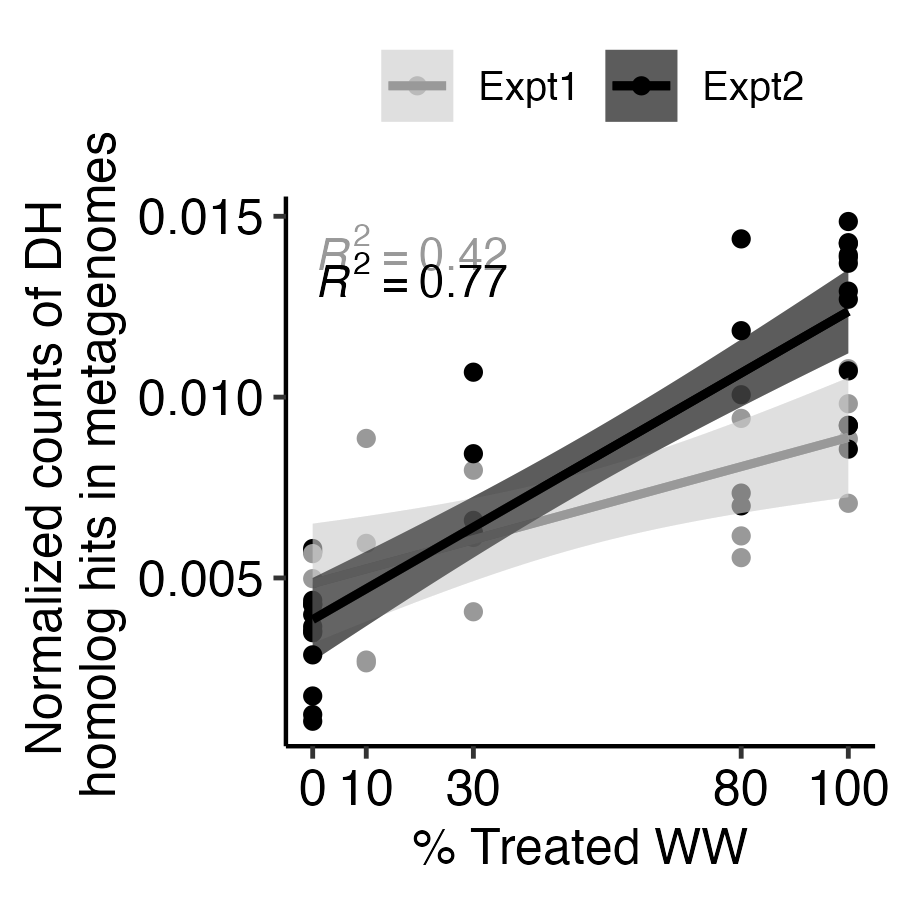 Expt1 Expt2
Normalized counts of DH
homolog hits in metagenomes
0.015
0.010
0.005
R² = 0.42
R² = 0.77
0 10 30 80 100
% Treated WW